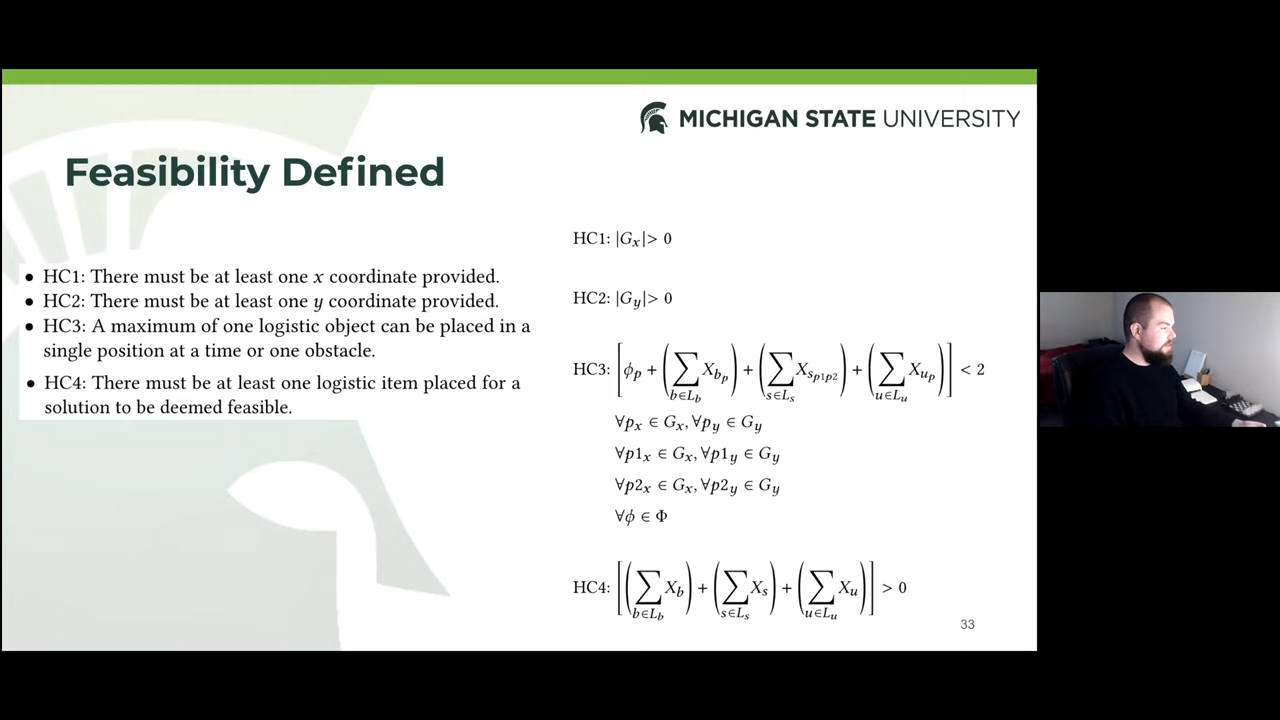 MICHIGAN STATE UNIVERSITY
Feasibility Defined
• HC1: There must be at least one x coordinate provided.
• HC2: There must be at least one y coordinate provided.
• HC3: A maximum of one logistic object can be placed in a
single position at a time or one obstacle.
• HC4: There must be at least one logistic item placed for a
solution to be deemed feasible.
HC1: |Gₓ|> 0
HC2: |G_y|> 0
HC3: [ϕ_p + (∑_{b∈L_b} X_{b_p}) + (∑_{s∈L_s} X_{s_{p1p2}}) + (∑_{u∈L_u} X_{u_p})] < 2
∀p_x ∈ G_x, ∀p_y ∈ G_y
∀p1_x ∈ G_x, ∀p1_y ∈ G_y
∀p2_x ∈ G_x, ∀p2_y ∈ G_y
∀ϕ ∈ Φ
HC4: [(∑_{b∈L_b} X_b) + (∑_{s∈L_s} X_s) + (∑_{u∈L_u} X_u)] > 0
33